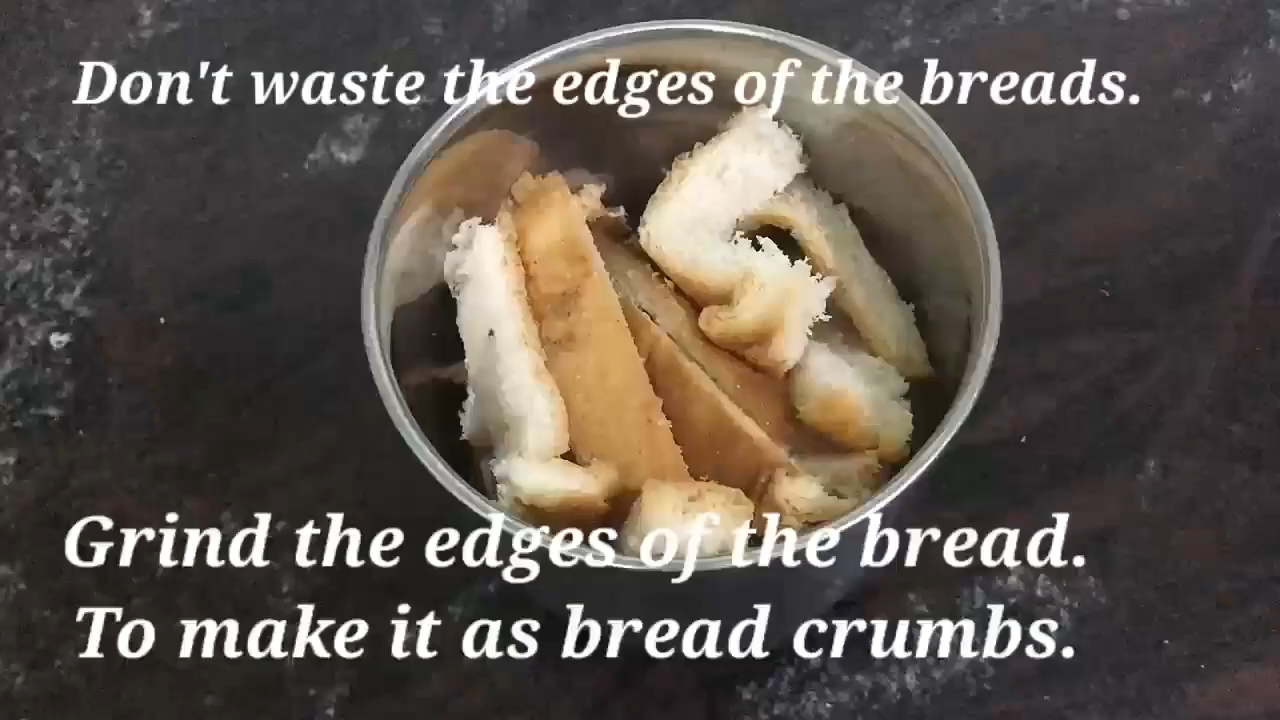 Don't waste the edges of the breads.
Grind the edges of the bread.
To make it as bread crumbs.